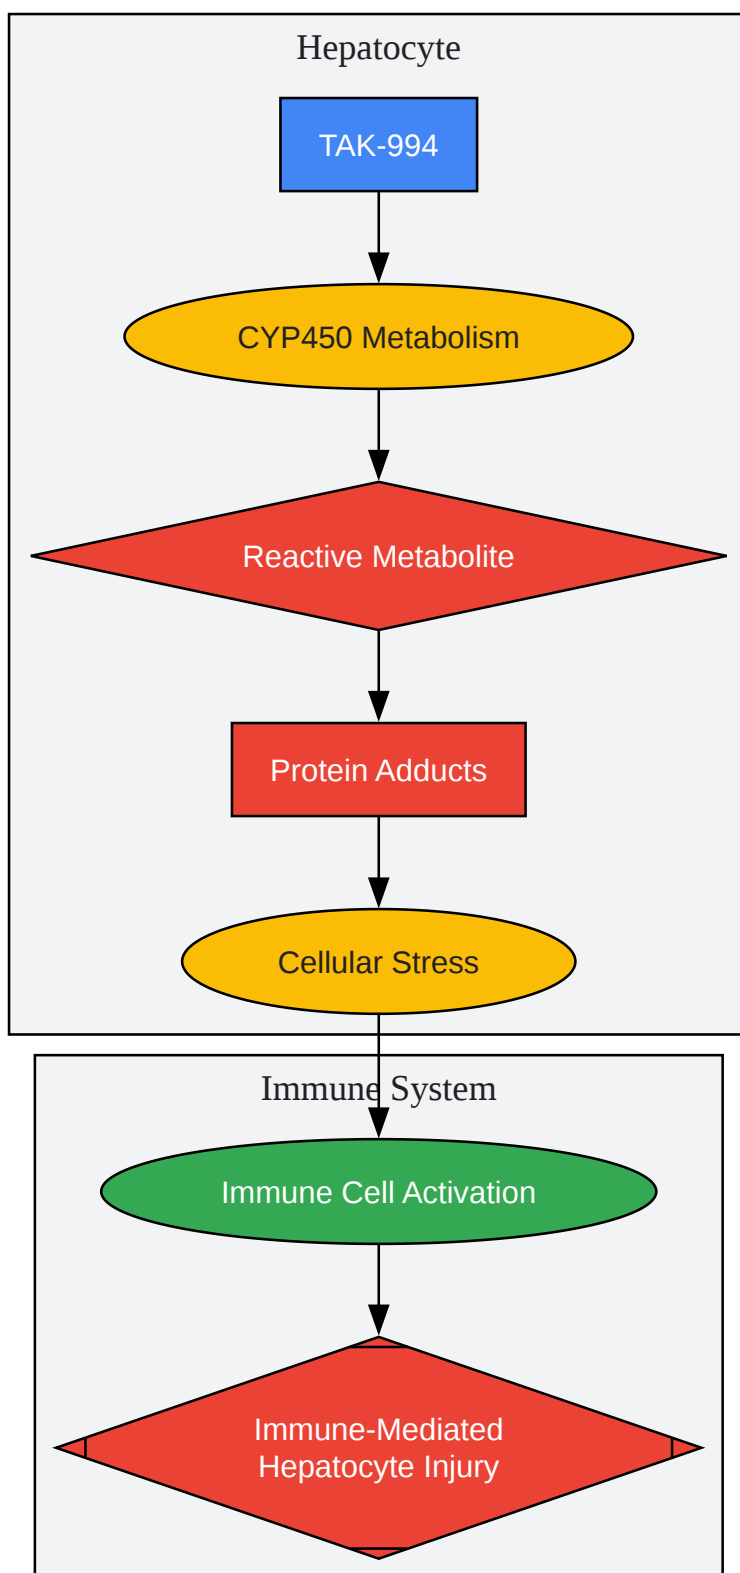 Hepatocyte
TAK-994
CYP450 Metabolism
Reactive Metabolite
Protein Adducts
Cellular Stress
Immune System
Immune Cell Activation
Immune-Mediated
Hepatocyte Injury